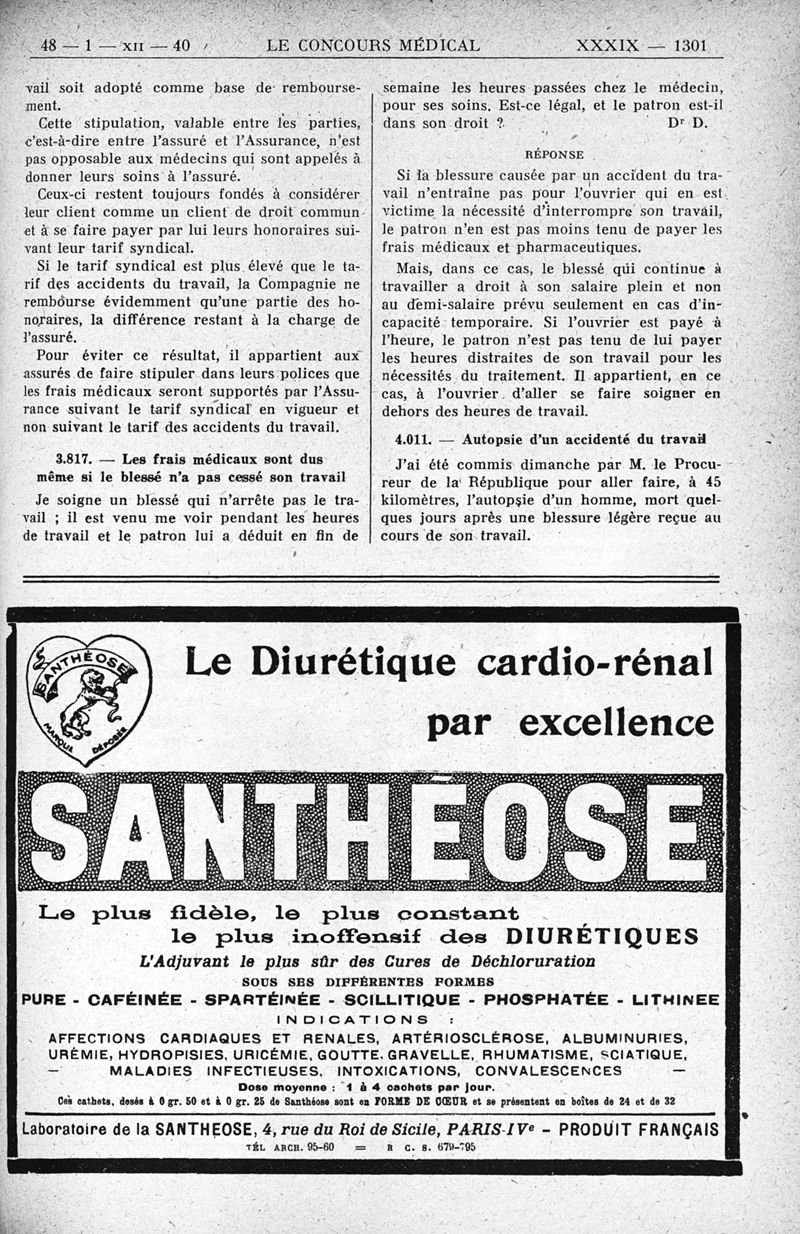 48 — 1 — XII — 40
LE CONCOURS MÉDICAL
XXXIX — 1301
vail soit adopté comme base de rembourse-
ment.
Cette stipulation, valable entre les parties,
c'est-à-dire entre l'assuré et l'Assurance, n'est
pas opposable aux médecins qui sont appelés à
donner leurs soins à l'assuré.
Ceux-ci restent toujours fondés à considérer
leur client comme un client de droit commun
et à se faire payer par lui leurs honoraires sui-
vant leur tarif syndical.
Si le tarif syndical est plus élevé que le ta-
rif des accidents du travail, la Compagnie ne
rembourse évidemment qu'une partie des ho-
noraires, la différence restant à la charge de
l'assuré.
Pour éviter ce résultat, il appartient aux
assurés de faire stipuler dans leurs polices que
les frais médicaux seront supportés par l'Assu-
rance suivant le tarif syndical en vigueur et
non suivant le tarif des accidents du travail.
3.817. — Les frais médicaux sont dus
même si le blessé n'a pas cessé son travail
Je soigne un blessé qui n'arrête pas le tra-
vail ; il est venu me voir pendant les heures
de travail et le patron lui a déduit en fin de
semaine les heures passées chez le médecin,
pour ses soins. Est-ce légal, et le patron est-il
dans son droit ? Dr D.
RÉPONSE
Si la blessure causée par un accident du tra-
vail n'entraîne pas pour l'ouvrier qui en est
victime la nécessité d'interrompre son travail,
le patron n'en est pas moins tenu de payer les
frais médicaux et pharmaceutiques.
Mais, dans ce cas, le blessé qui continue à
travailler a droit à son salaire plein et non
au demi-salaire prévu seulement en cas d'in-
capacité temporaire. Si l'ouvrier est payé à
l'heure, le patron n'est pas tenu de lui payer
les heures distraites de son travail pour les
nécessités du traitement. Il appartient, en ce
cas, à l'ouvrier d'aller se faire soigner en
dehors des heures de travail.
4.011. — Autopsie d'un accidenté du travail
J'ai été commis dimanche par M. le Procu-
reur de la République pour aller faire, à 45
kilomètres, l'autopsie d'un homme, mort quel-
ques jours après une blessure légère reçue au
cours de son travail.
SANTHÉOSE
MARQUE DÉPOSÉE
Le Diurétique cardio-rénal
par excellence
SANTHÉOSE
Le plus fidèle, le plus constant
le plus inoffensif des DIURÉTIQUES
L'Adjuvant le plus sûr des Cures de Déchloruration
SOUS SES DIFFÉRENTES FORMES
PURE - CAFÉINÉE - SPARTÉINÉE - SCILLITIQUE - PHOSPHATÉE - LITHINEE
INDICATIONS :
AFFECTIONS CARDIAQUES ET RENALES, ARTÉRIOSCLÉROSE, ALBUMINURIES,
URÉMIE, HYDROPISIES, URICÉMIE, GOUTTE, GRAVELLE, RHUMATISME, SCIATIQUE,
— MALADIES INFECTIEUSES, INTOXICATIONS, CONVALESCENCES —
Dose moyenne : 1 à 4 cachets par jour.
Ces cathets, dosés à 0 gr. 50 et à 0 gr. 25 de Santhéose sont en FORME DE CŒUR et se présentent en boîtes de 24 et de 32
Laboratoire de la SANTHEOSE, 4, rue du Roi de Sicile, PARIS-IVe - PRODUIT FRANÇAIS
TÉL ARCH. 95-60 = R C. S. 679-795